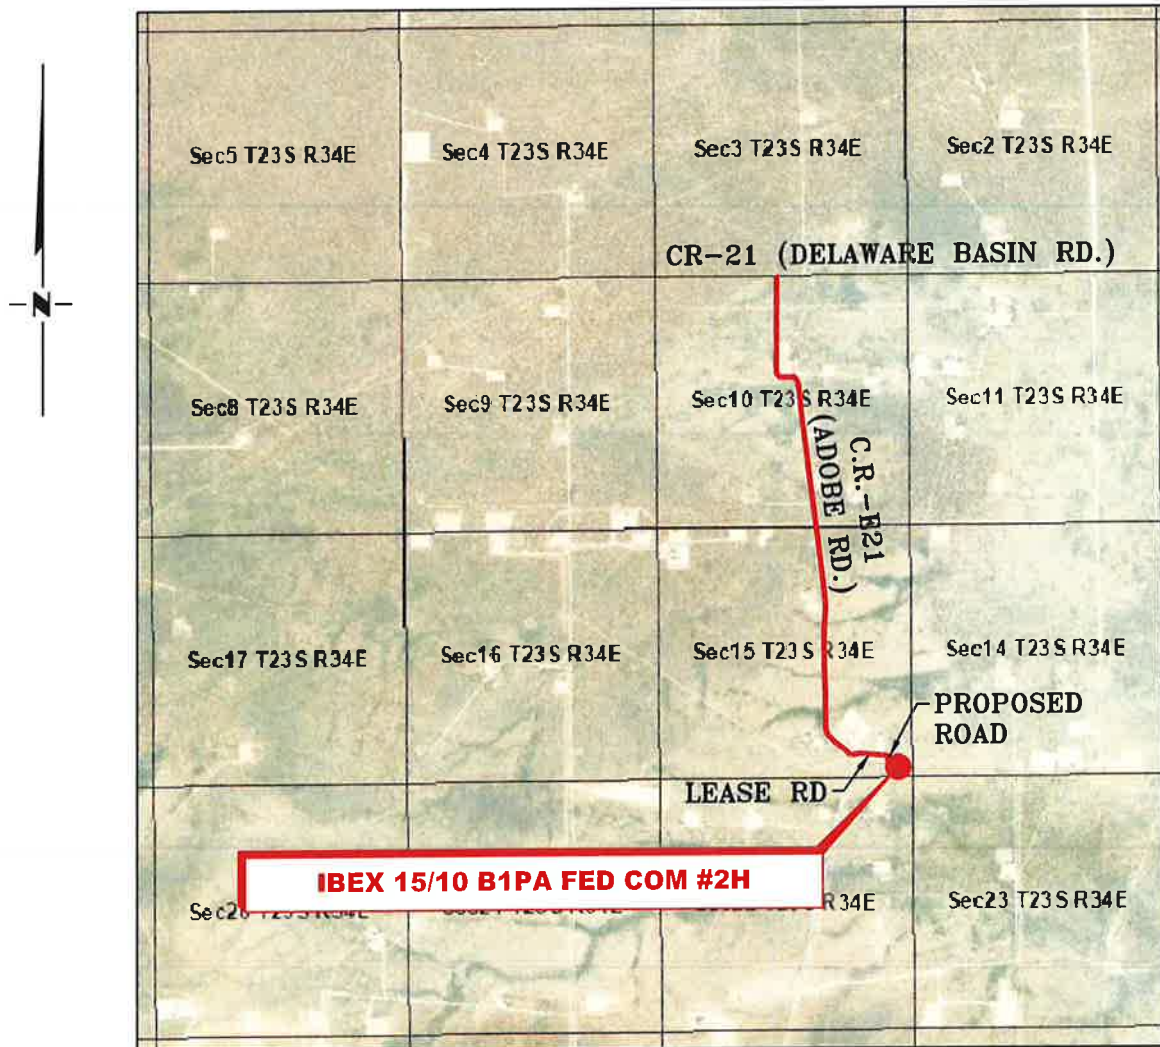 Sec5 T23S R34E
Sec4 T23S R34E
Sec3 T23S R34E
Sec2 T23S R34E
CR-21 (DELAWARE BASIN RD.)
N
Sec8 T23S R34E
Sec9 T23S R34E
Sec10 T23S R34E
Sec11 T23S R34E
C.R.-E21
(ADOBE RD.)
Sec17 T23S R34E
Sec16 T23S R34E
Sec15 T23S R34E
Sec14 T23S R34E
PROPOSED
ROAD
LEASE RD
IBEX 15/10 B1PA FED COM #2H
R34E
R34E
Sec23 T23S R34E